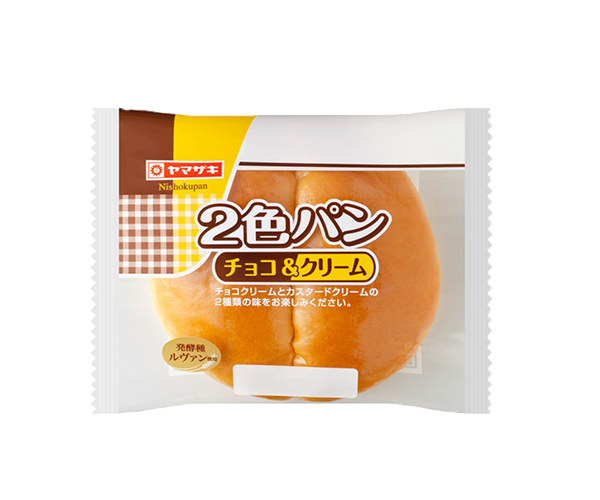 ヤマザキ
Nishokupan
2色パン
チョコ&クリーム
チョコクリームとカスタードクリームの
2種類の味をお楽しみください。
発酵種
ルヴァン使用